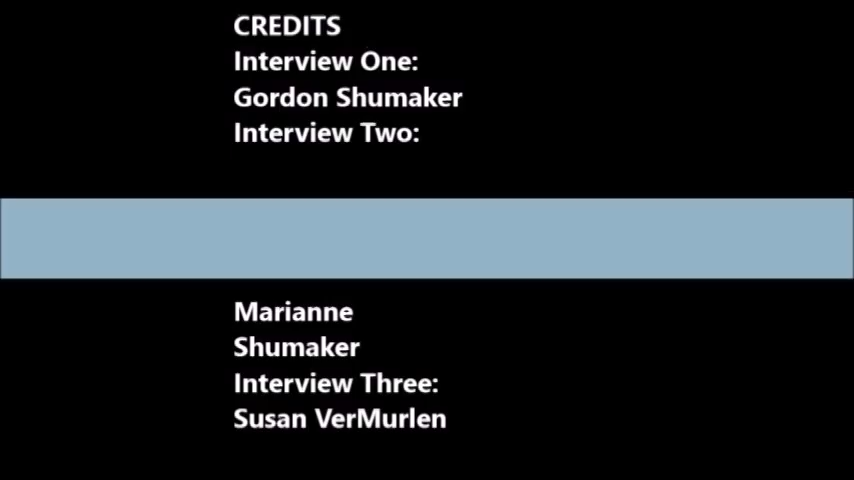 CREDITS
Interview One:
Gordon Shumaker
Interview Two:
Marianne
Shumaker
Interview Three:
Susan VerMurlen